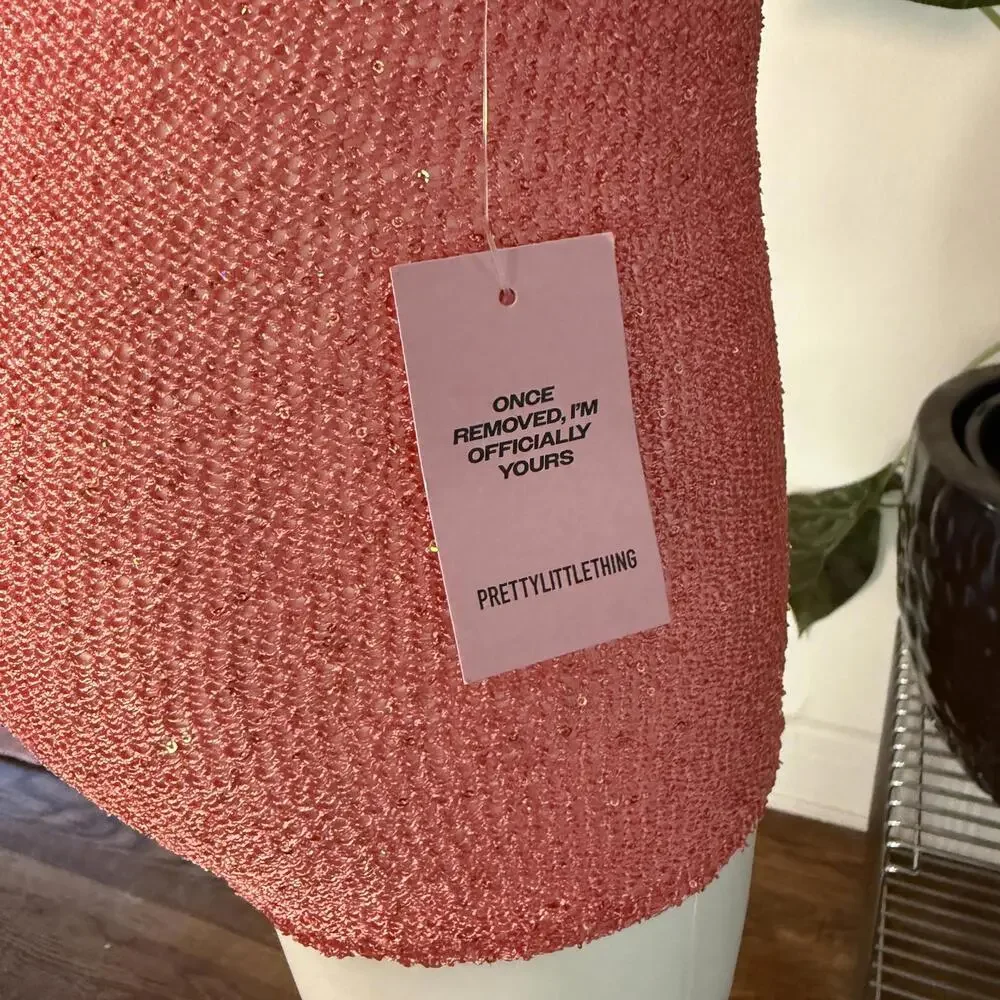 ONCE
REMOVED, I'M
OFFICIALLY
YOURS
PRETTYLITTLETHING